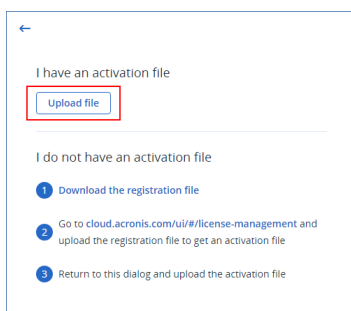 I have an activation file
Upload file
I do not have an activation file
1 Download the registration file
2 Go to cloud.acronis.com/ui/#/license-management and
upload the registration file to get an activation file
3 Return to this dialog and upload the activation file